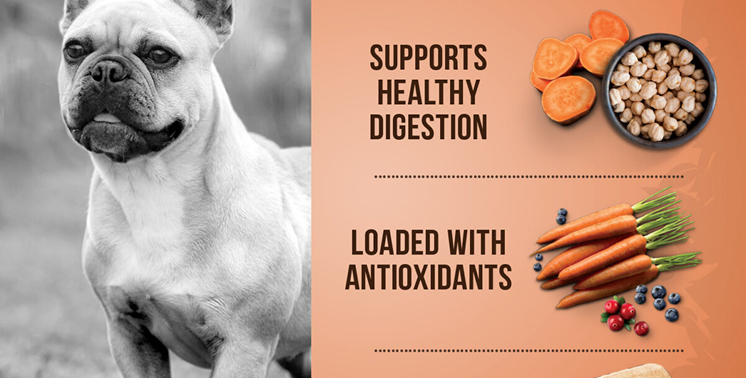 SUPPORTS
HEALTHY
DIGESTION
LOADED WITH
ANTIOXIDANTS